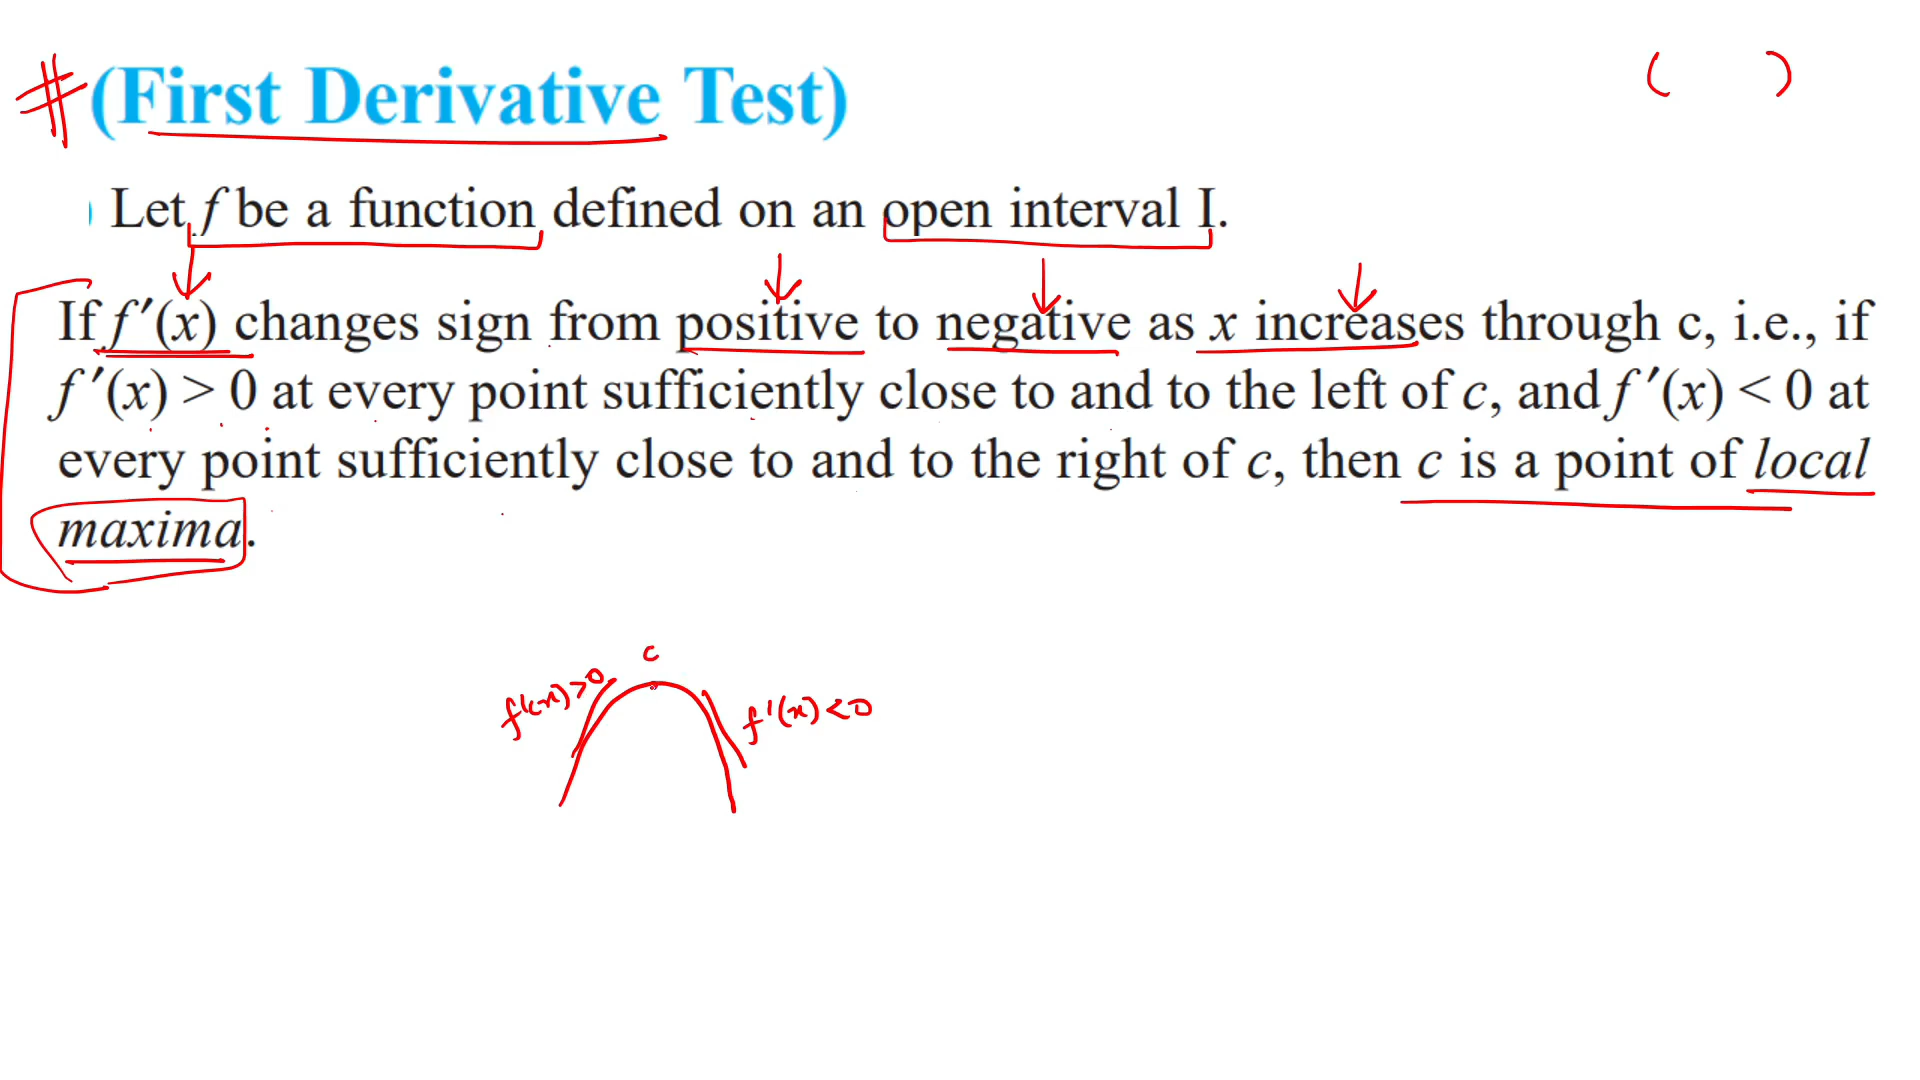 # (First Derivative Test) ( )
Let f be a function defined on an open interval I.
If f′(x) changes sign from positive to negative as x increases through c, i.e., if
f′(x) > 0 at every point sufficiently close to and to the left of c, and f′(x) < 0 at
every point sufficiently close to and to the right of c, then c is a point of local
maxima.
c
f'(x)>0
f'(x)<0